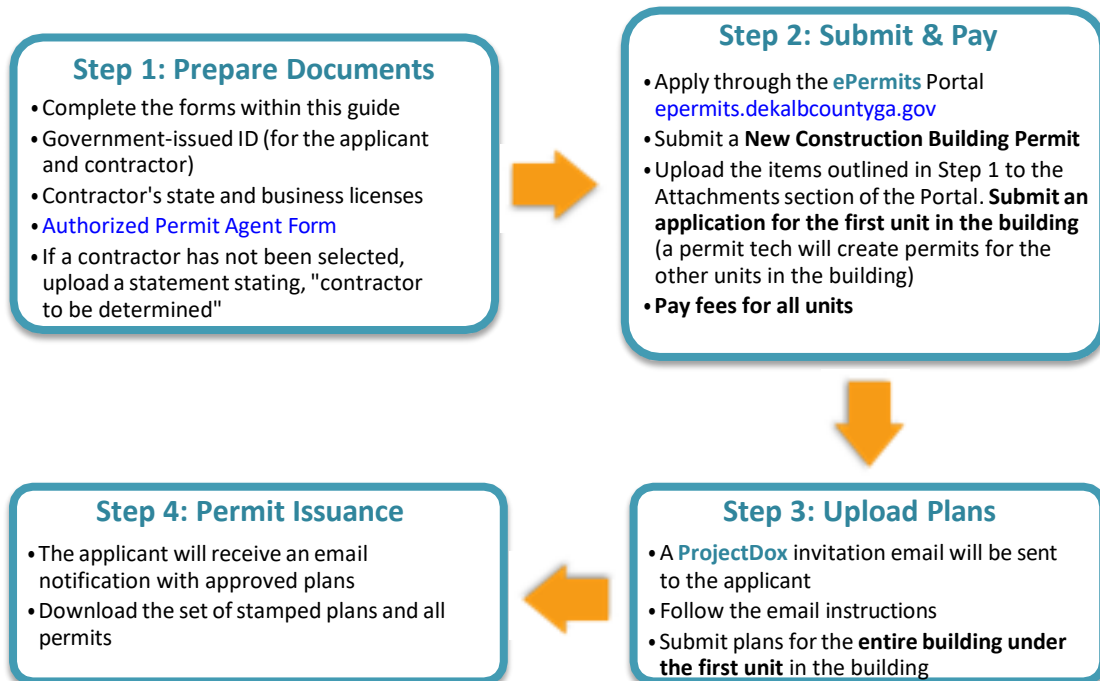 Step 1: Prepare Documents
• Complete the forms within this guide
• Government-issued ID (for the applicant
and contractor)
• Contractor's state and business licenses
• Authorized Permit Agent Form
• If a contractor has not been selected,
upload a statement stating, "contractor
to be determined"
Step 2: Submit & Pay
• Apply through the ePermits Portal
epermits.dekalbcountyga.gov
• Submit a New Construction Building Permit
• Upload the items outlined in Step 1 to the
Attachments section of the Portal. Submit an
application for the first unit in the building
(a permit tech will create permits for the
other units in the building)
• Pay fees for all units
Step 3: Upload Plans
• A ProjectDox invitation email will be sent
to the applicant
• Follow the email instructions
• Submit plans for the entire building under
the first unit in the building
Step 4: Permit Issuance
• The applicant will receive an email
notification with approved plans
• Download the set of stamped plans and all
permits